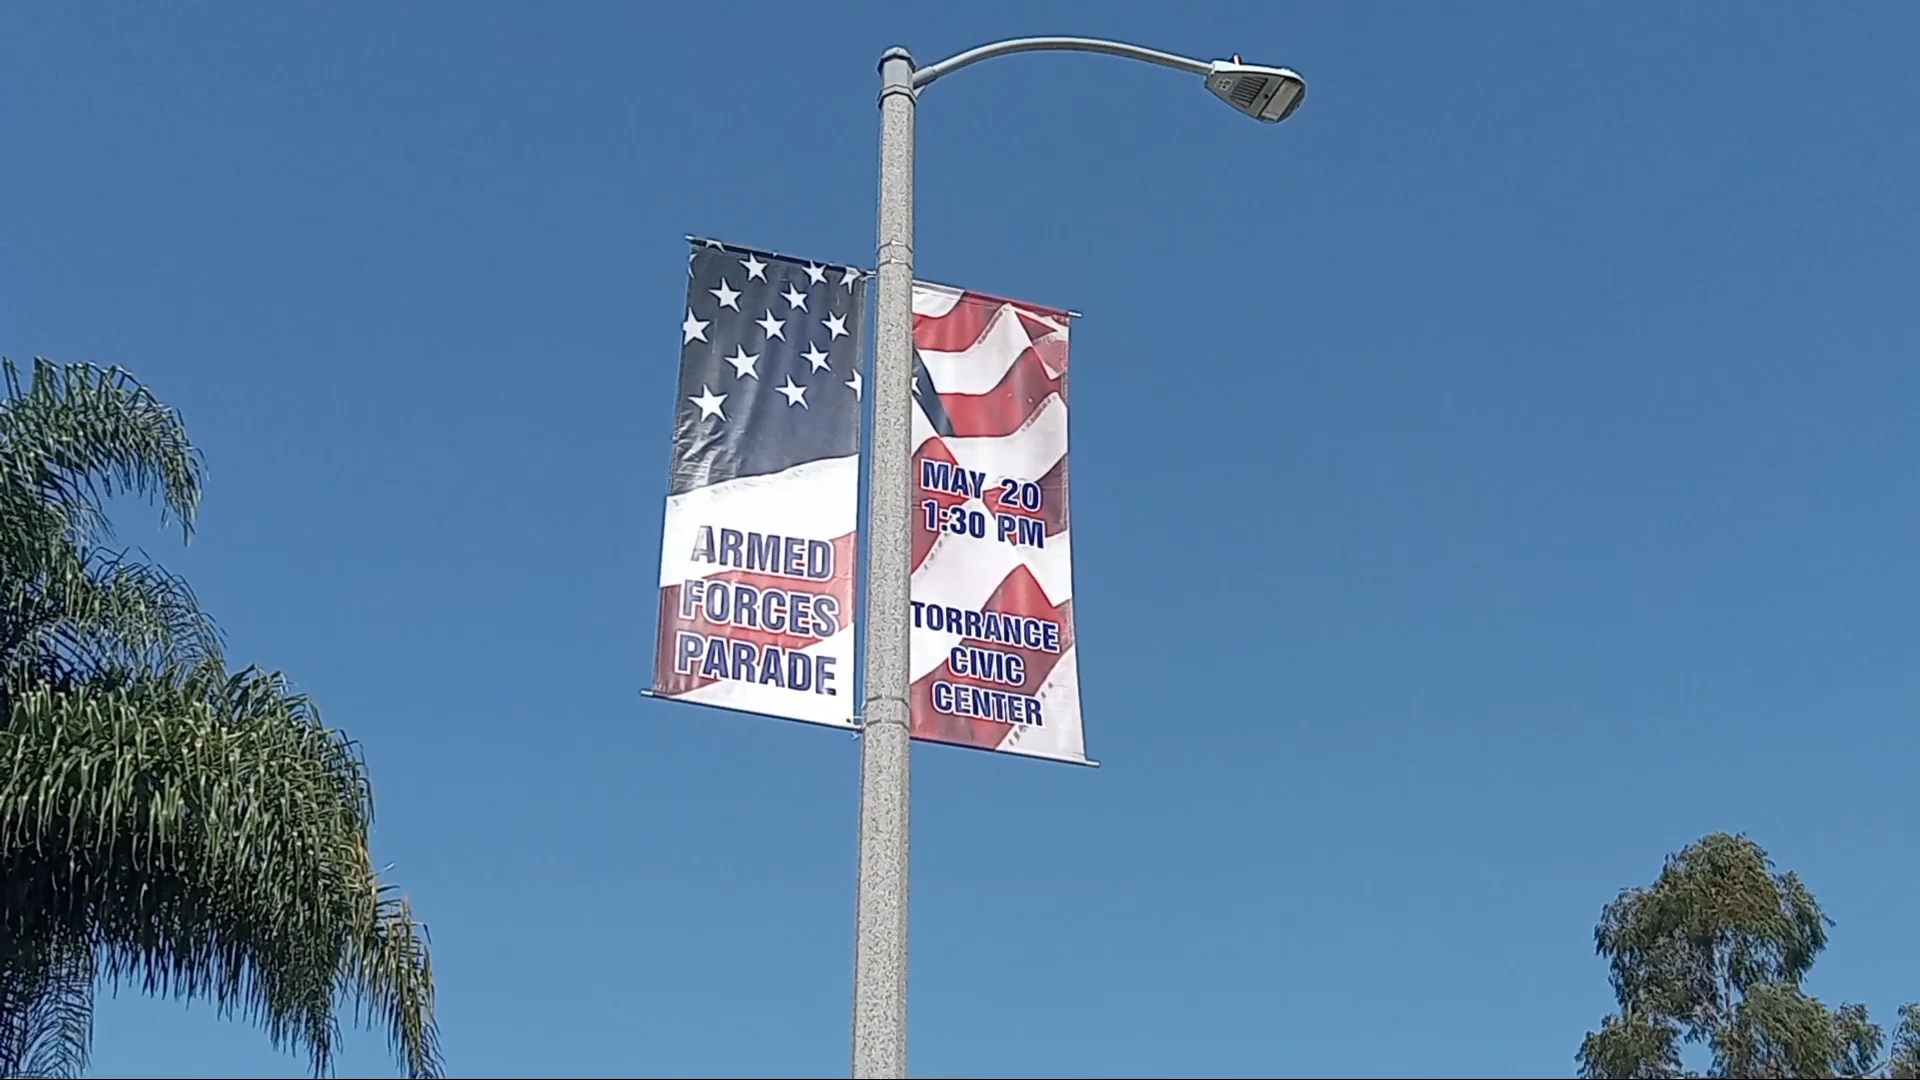 ARMED
FORCES
PARADE
MAY 20
1:30 PM
TORRANCE
CIVIC
CENTER